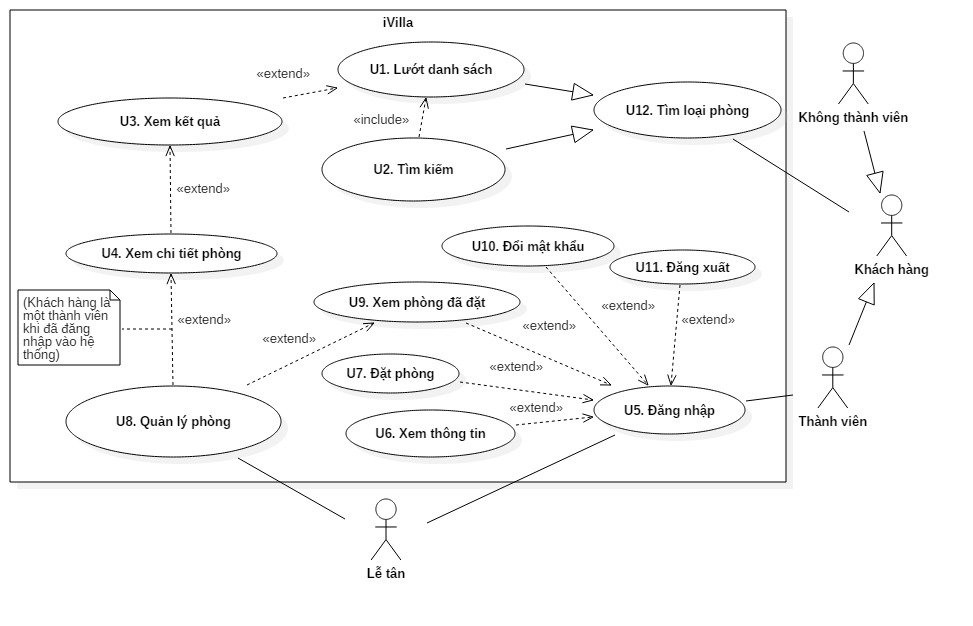 iVilla
«extend»
U1. Lướt danh sách
U12. Tìm loại phòng
Không thành viên
U3. Xem kết quả
«include»
U2. Tìm kiếm
«extend»
U4. Xem chi tiết phòng
U10. Đổi mật khẩu
U11. Đăng xuất
Khách hàng
(Khách hàng là
một thành viên
khi đã đăng
nhập vào hệ
thống)
«extend»
U9. Xem phòng đã đặt
«extend»
«extend»
«extend»
«extend»
U7. Đặt phòng
«extend»
«extend»
U5. Đăng nhập
U8. Quản lý phòng
U6. Xem thông tin
Thành viên
Lễ tân